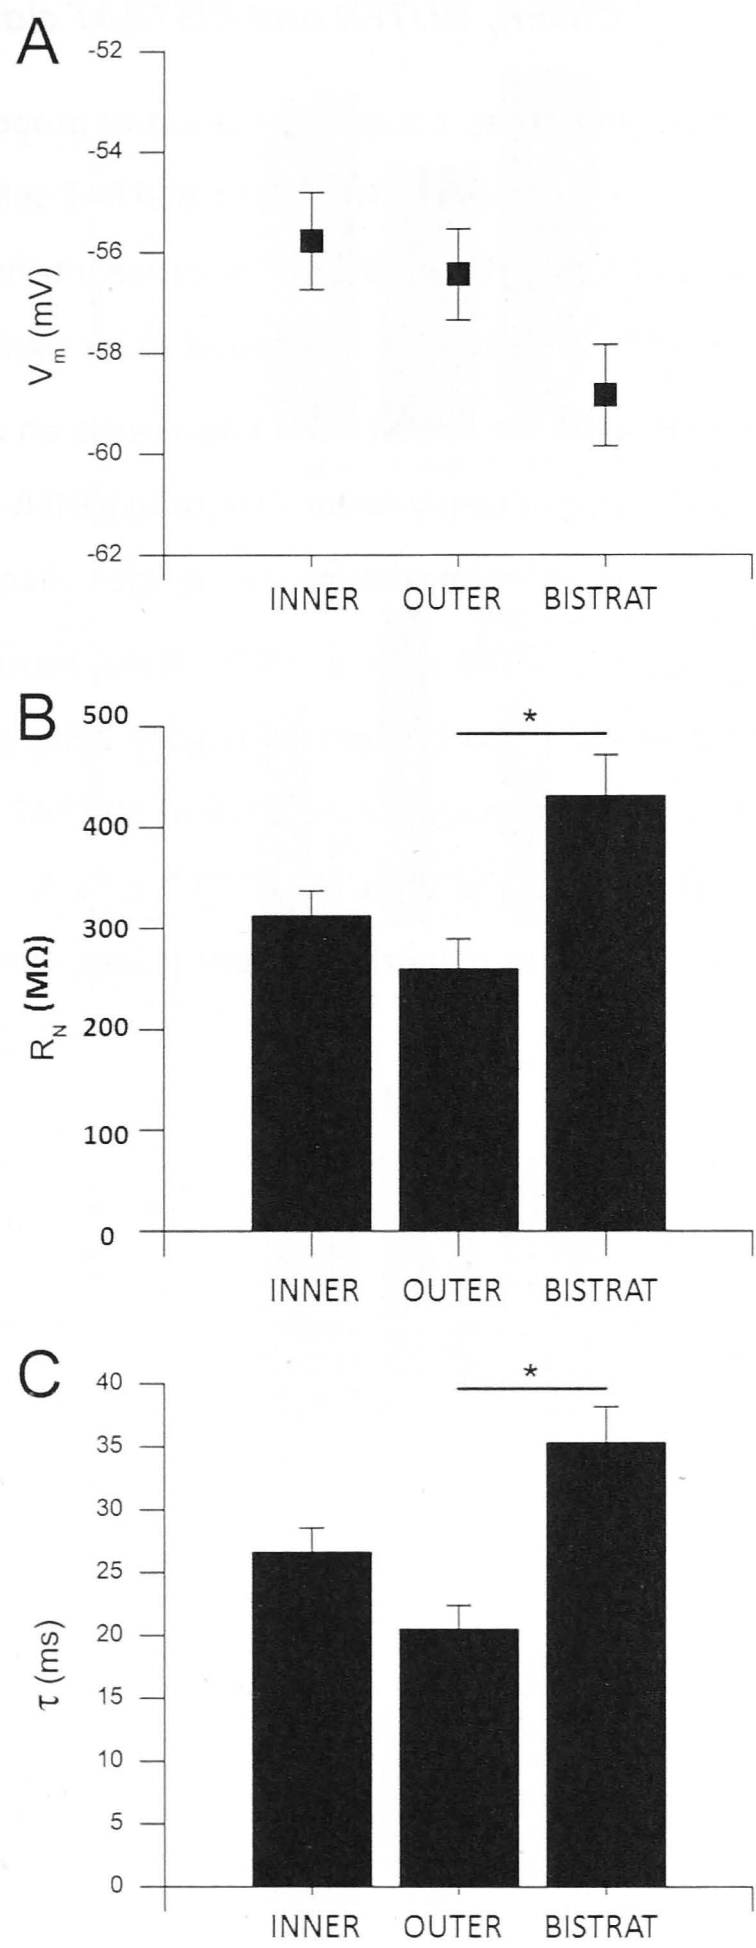 A
-52
-54
-56
-58
-60
-62
Vm (mV)
INNER OUTER BISTRAT
B
500
400
300
200
100
0
RN (MΩ)
*
INNER OUTER BISTRAT
C
40
35
30
25
20
15
10
5
0
τ (ms)
*
INNER OUTER BISTRAT